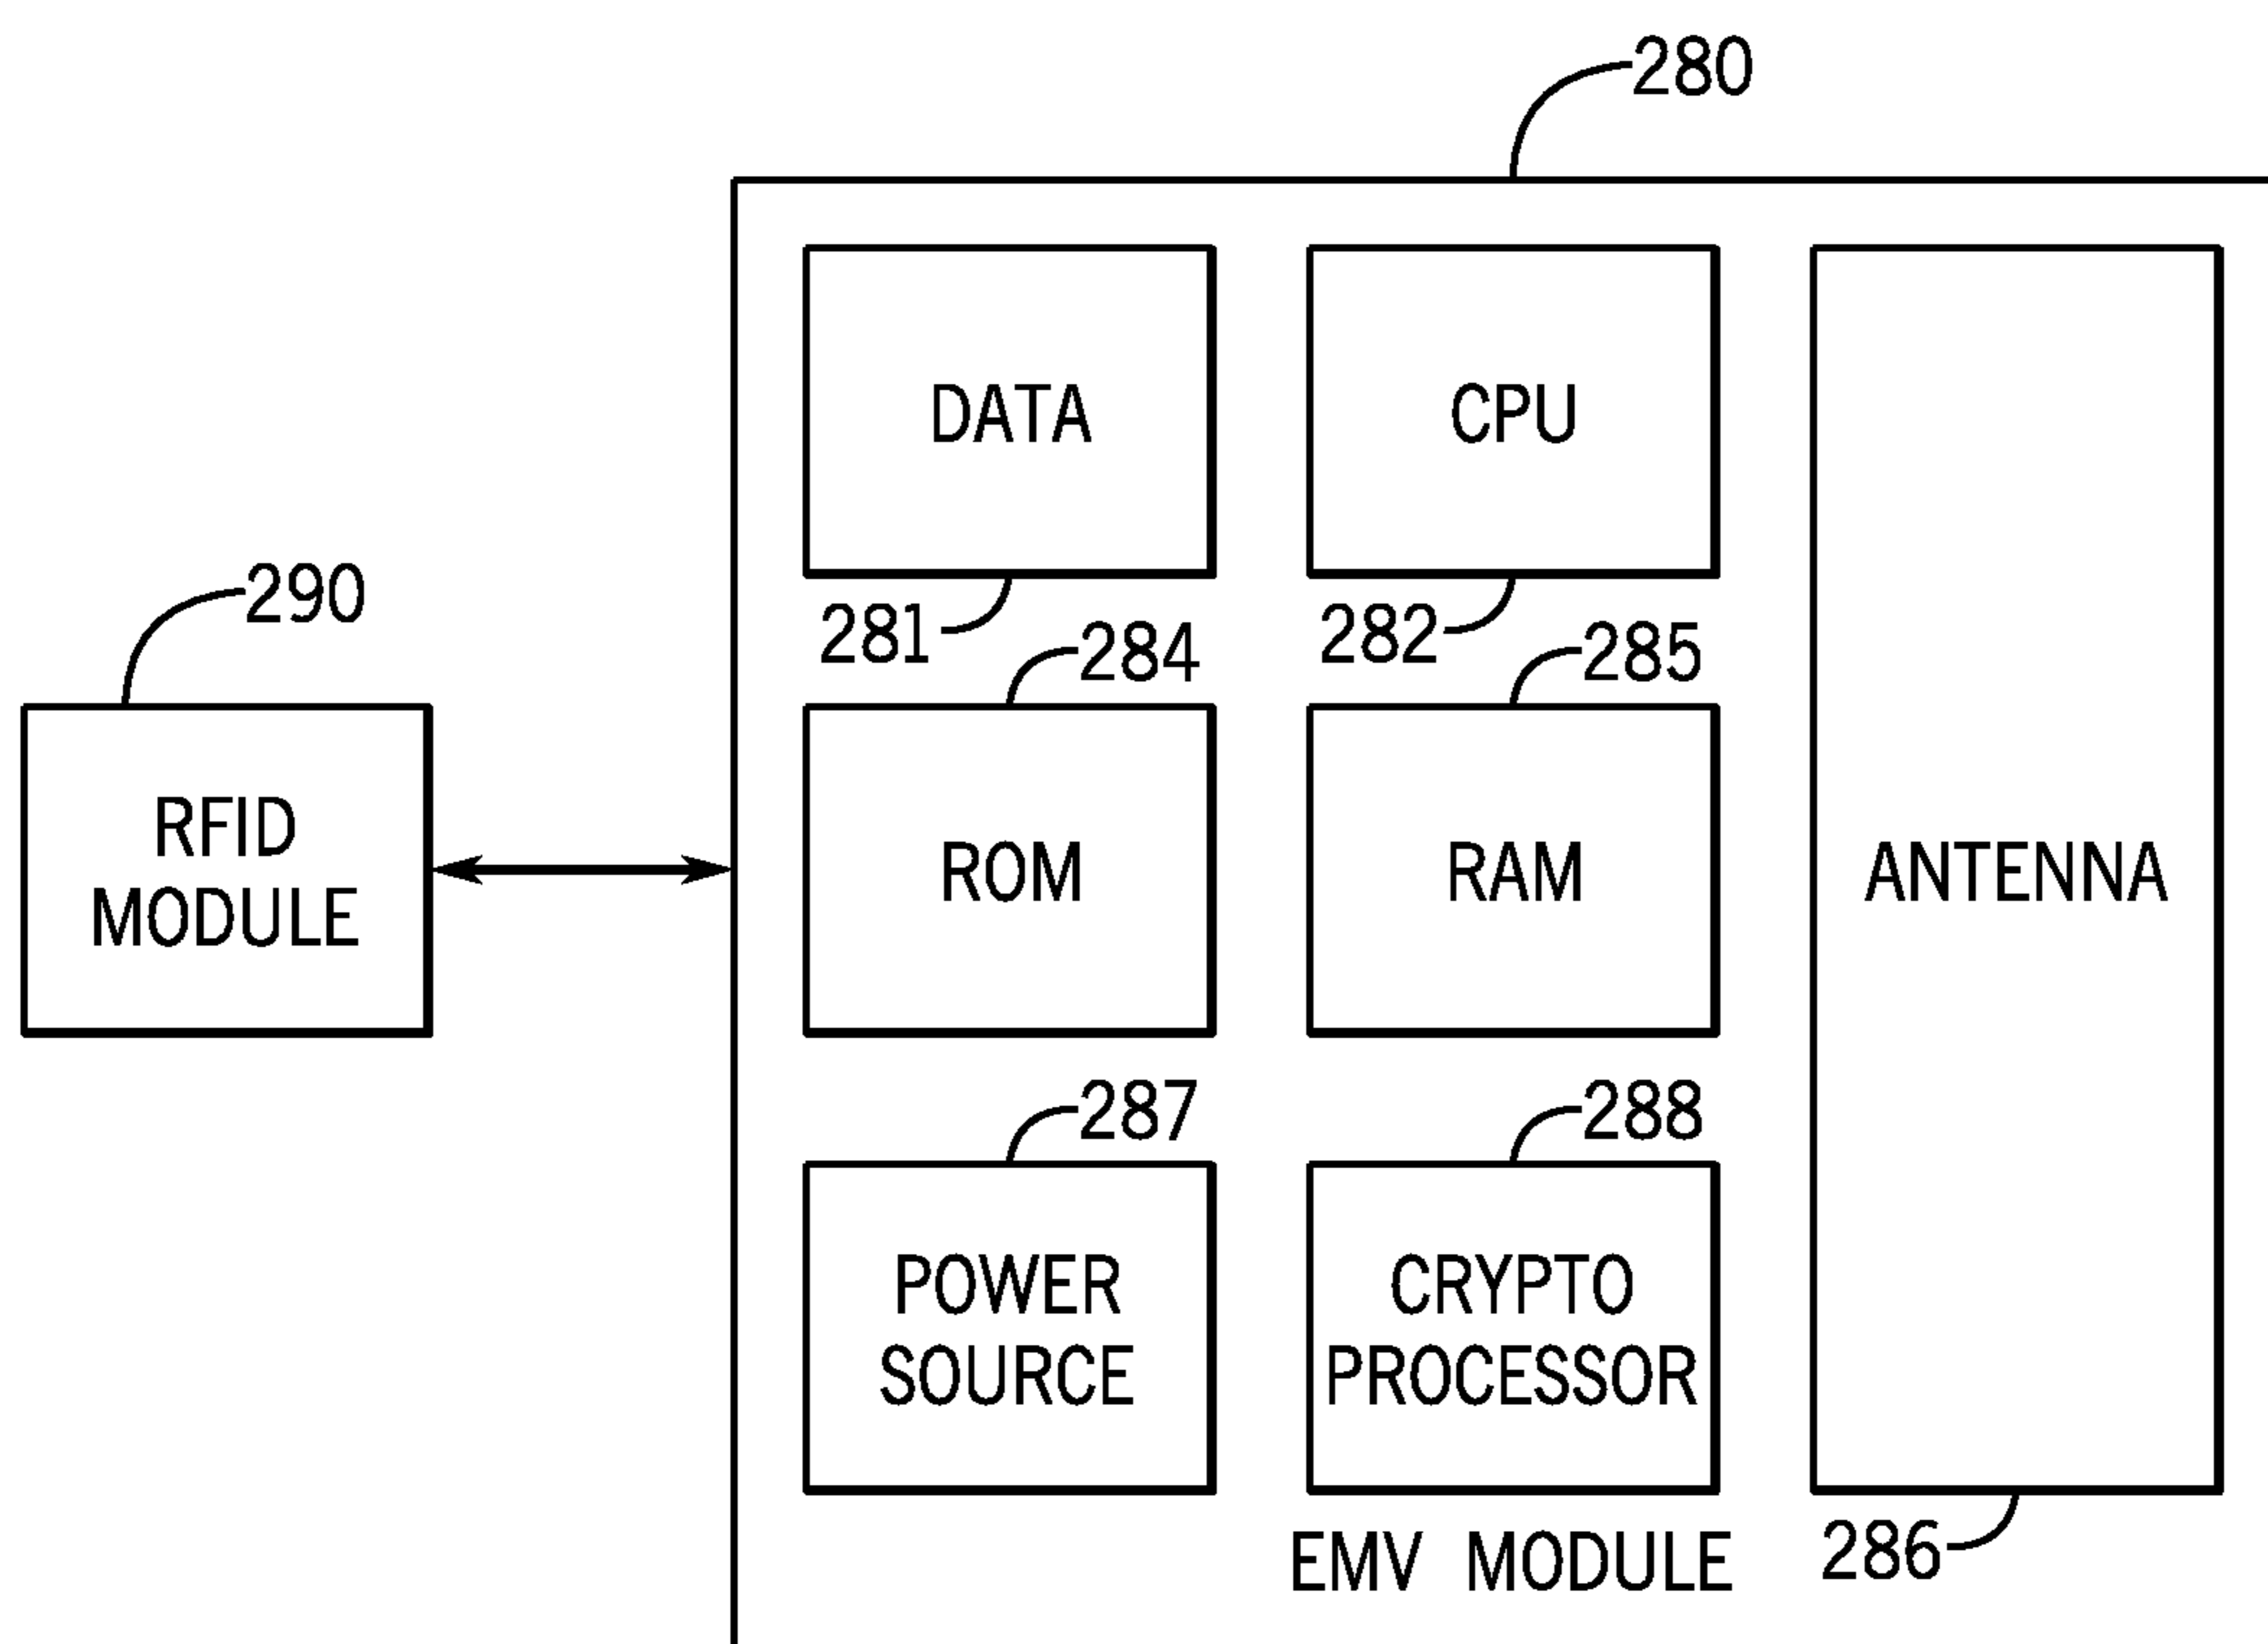 280
DATA
CPU
290
281
282
284
285
RFID
MODULE
ROM
RAM
ANTENNA
287
288
POWER
SOURCE
CRYPTO
PROCESSOR
EMV MODULE
286